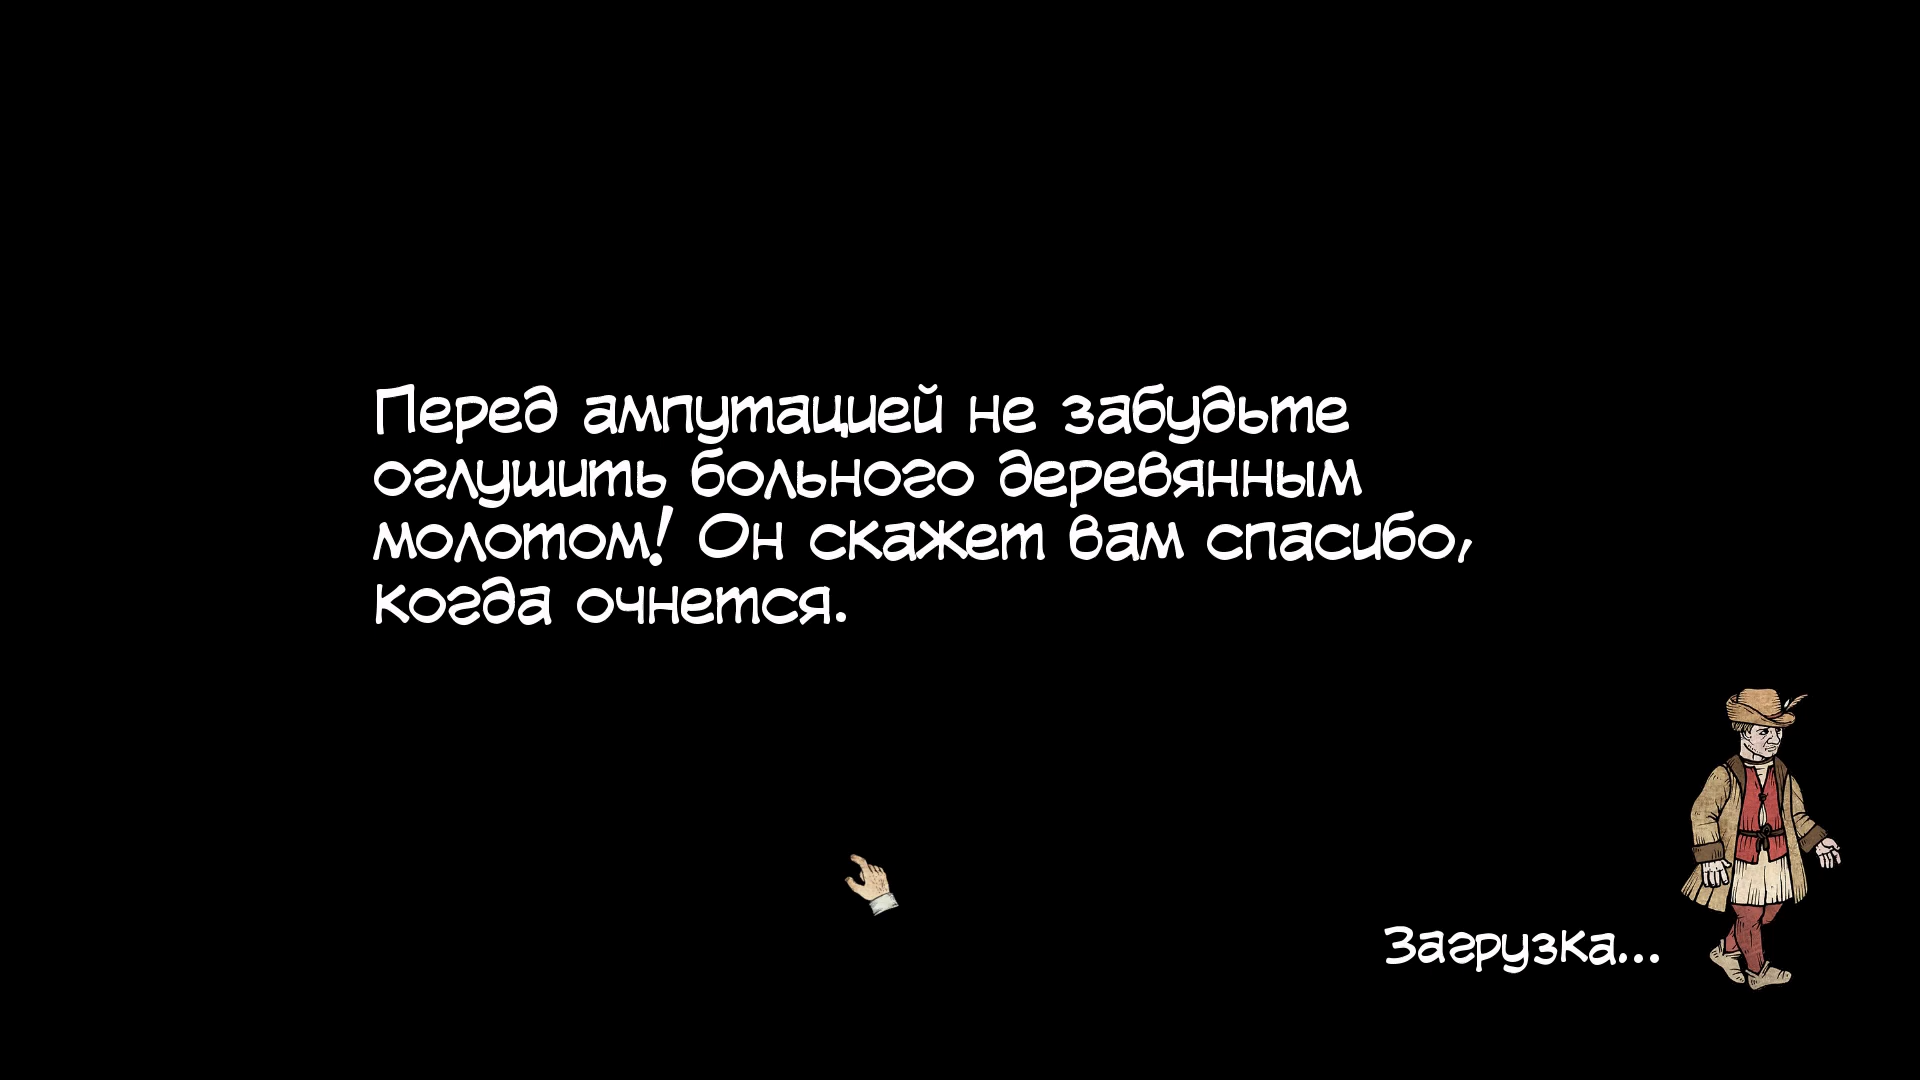 Перед ампутацией не забудьте
оглушить больного деревянным
молотом! Он скажет вам спасибо,
когда очнется.
Загрузка...